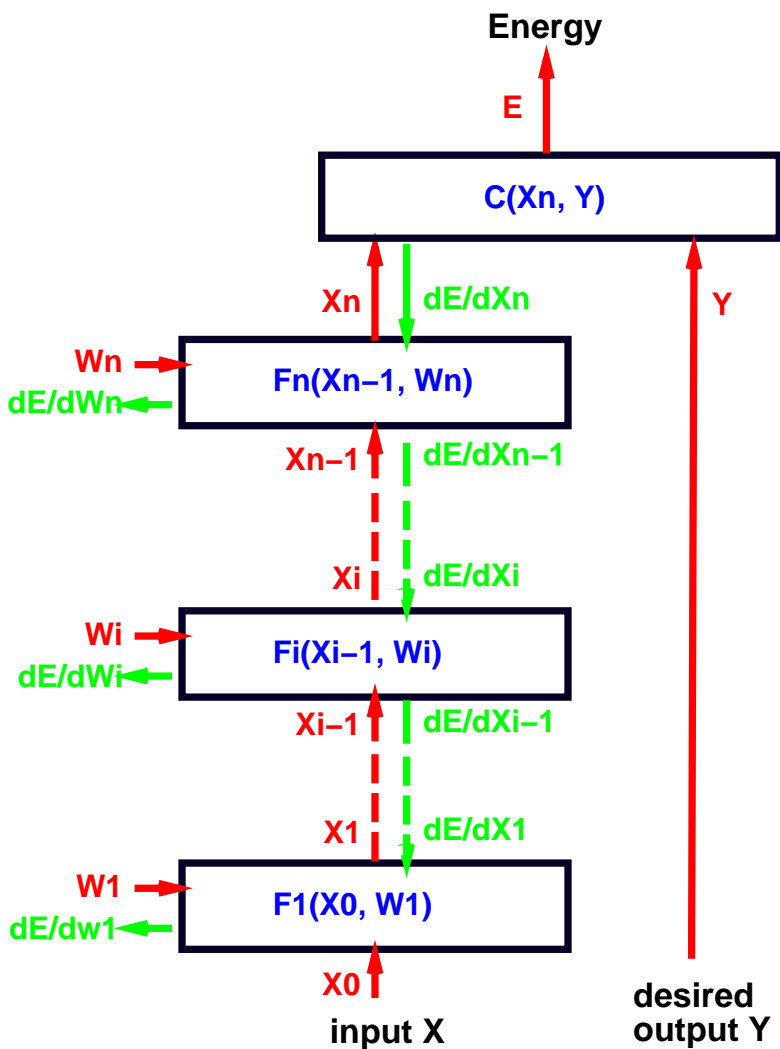 Energy
E
C(Xn, Y)
Xn
dE/dXn
Y
Wn
Fn(Xn−1, Wn)
dE/dWn
Xn−1
dE/dXn−1
Xi
dE/dXi
Wi
Fi(Xi−1, Wi)
dE/dWi
Xi−1
dE/dXi−1
X1
dE/dX1
W1
F1(X0, W1)
dE/dw1
X0
input X
desired
output Y